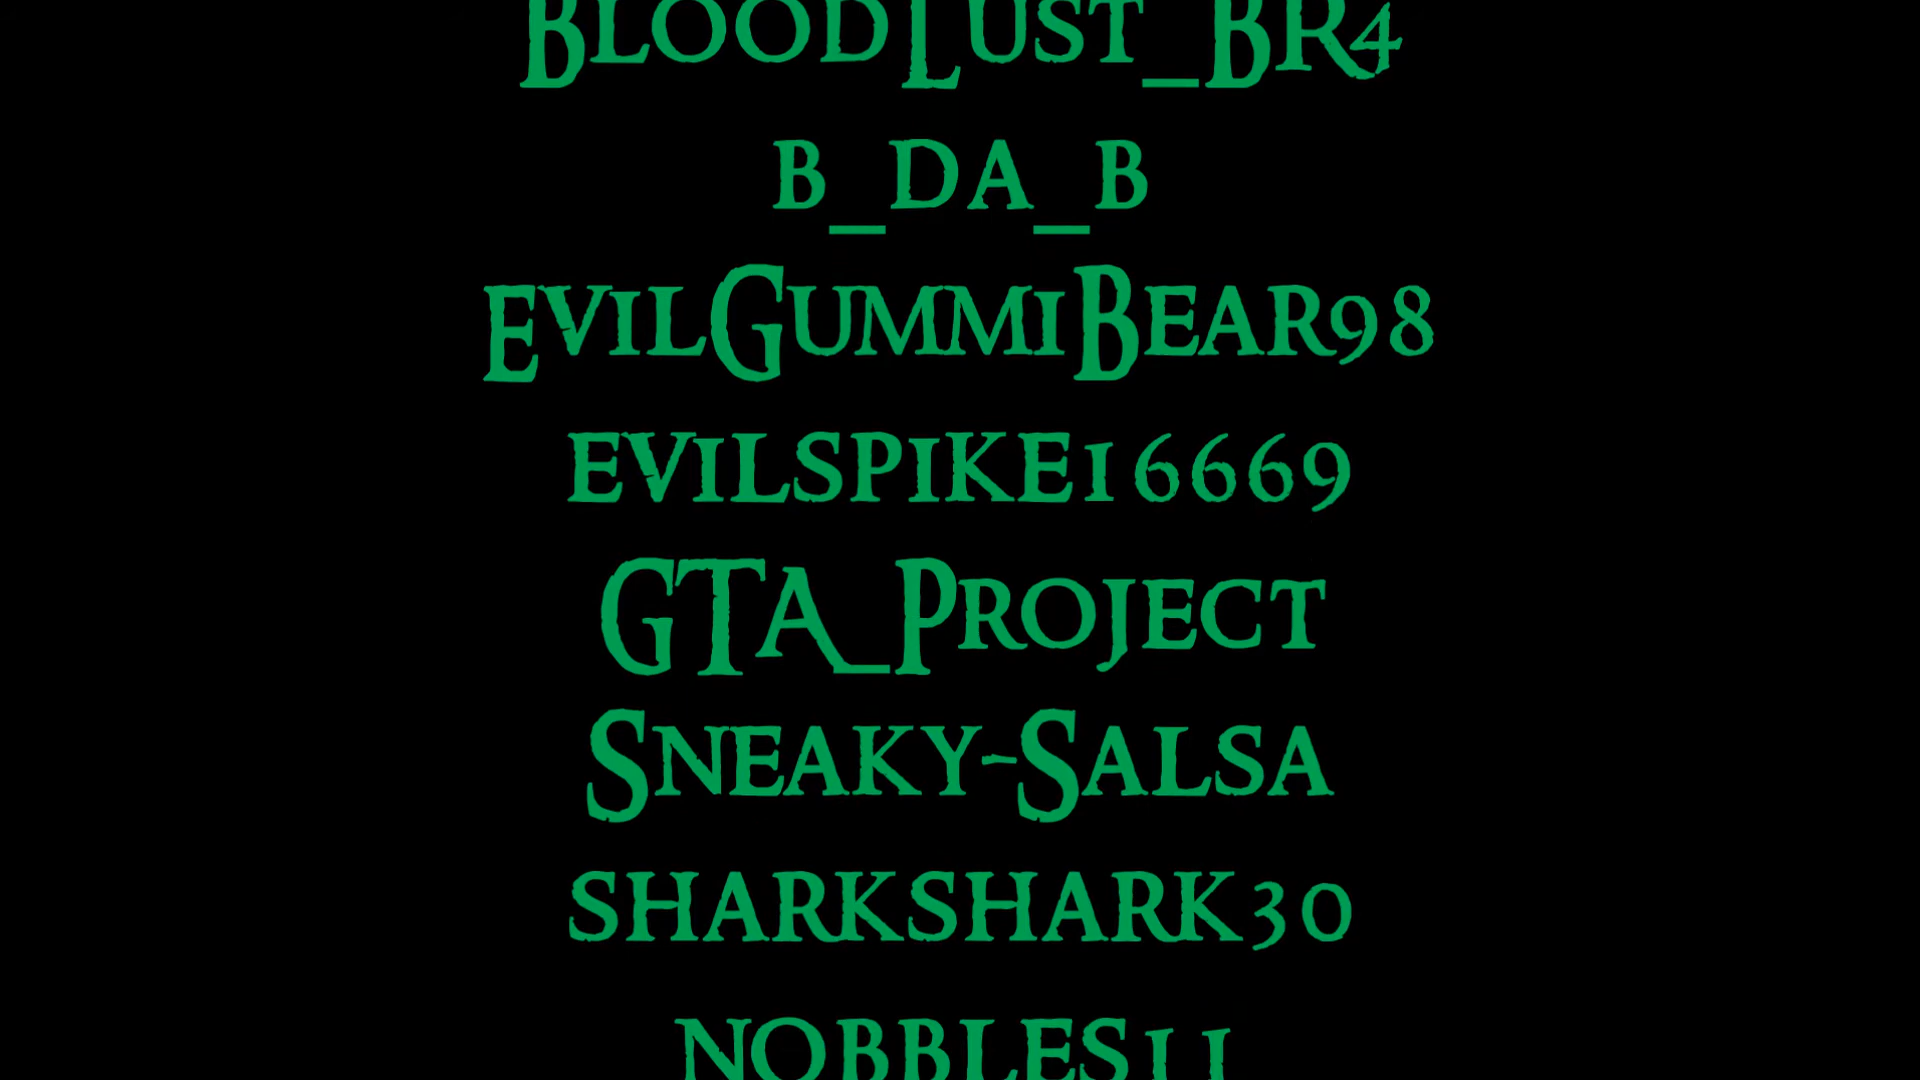 BloodLust_BR4
b_da_b
EvilGummiBear98
evilspike16669
GTA_Project
Sneaky-Salsa
sharkshark30
nobbles11